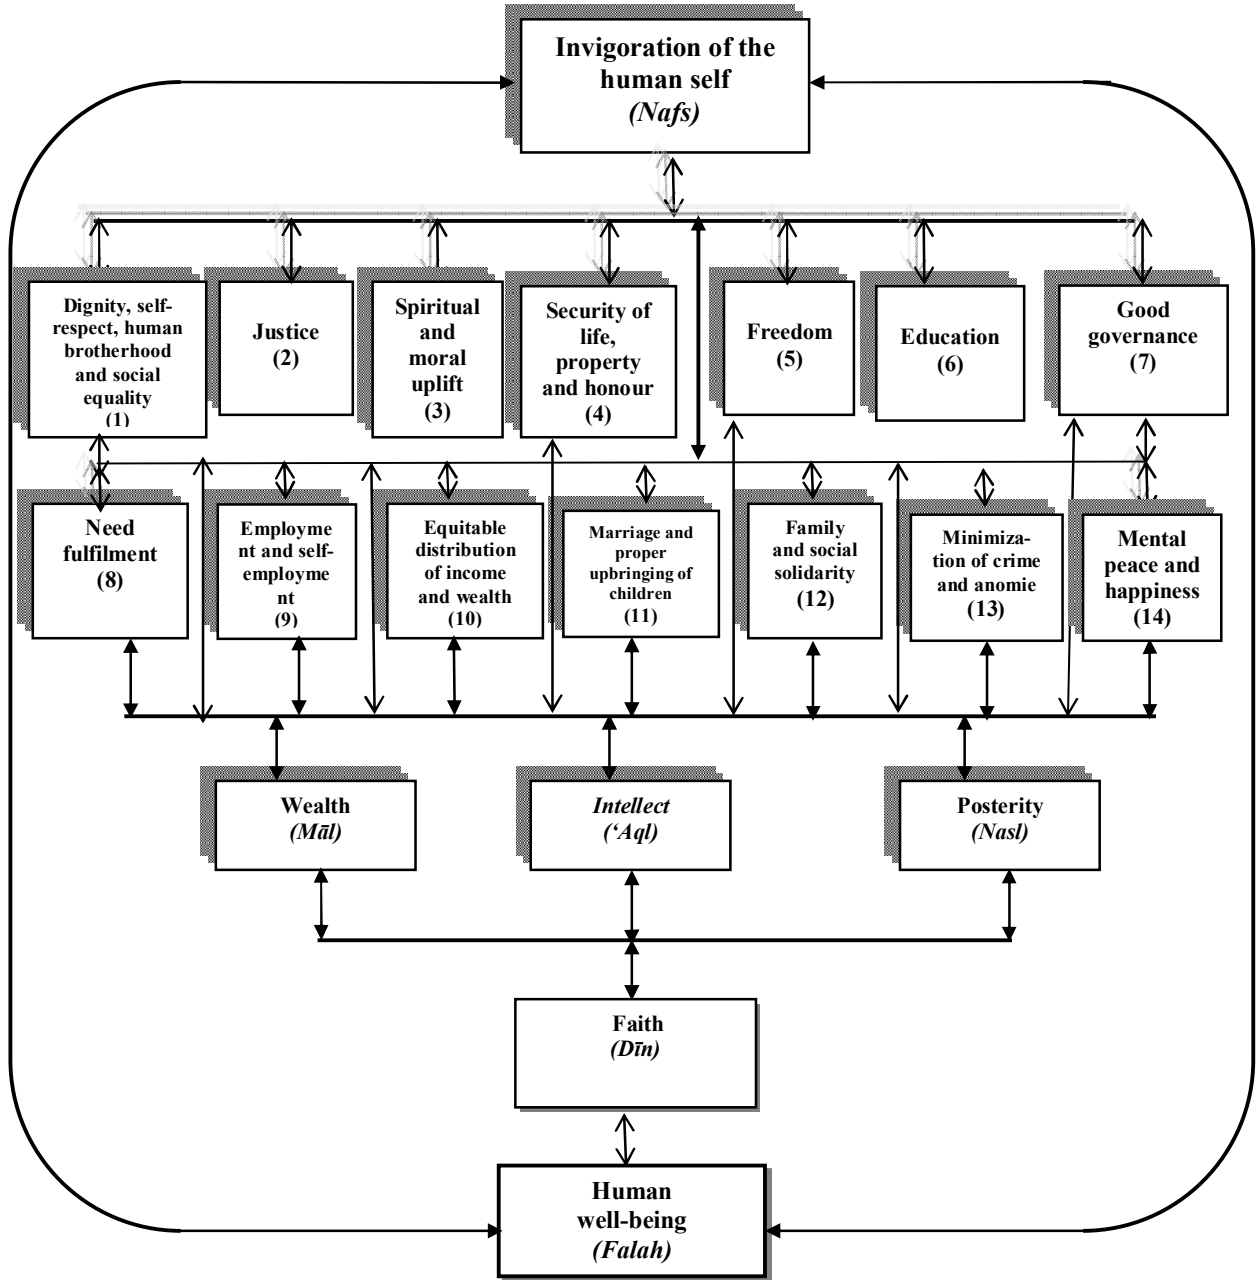 Invigoration of the
human self
(Nafs)
Dignity, self-
respect, human
brotherhood
and social
equality
(1)
Justice
(2)
Spiritual
and
moral
uplift
(3)
Security of
life,
property
and honour
(4)
Freedom
(5)
Education
(6)
Good
governance
(7)
Need
fulfilment
(8)
Employme
nt and self-
employme
nt
(9)
Equitable
distribution
of income
and wealth
(10)
Marriage and
proper
upbringing of
children
(11)
Family
and social
solidarity
(12)
Minimiza-
tion of crime
and anomie
(13)
Mental
peace and
happiness
(14)
Wealth
(Māl)
Intellect
(‘Aql)
Posterity
(Nasl)
Faith
(Dīn)
Human
well-being
(Falah)